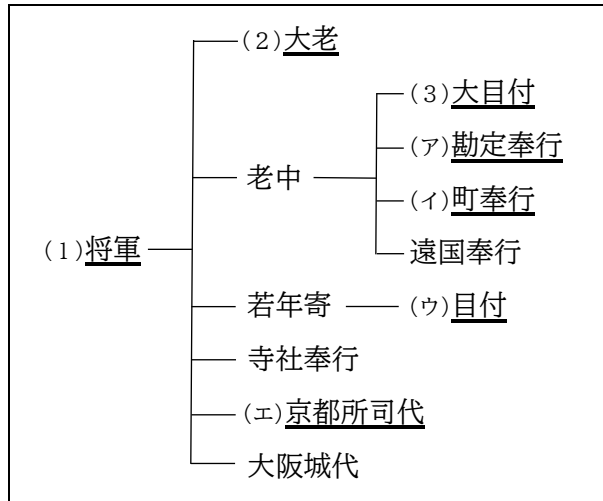 (2)大老
(3)大目付
(ア)勘定奉行
老中
(イ)町奉行
(1)将軍
遠国奉行
若年寄
(ウ)目付
寺社奉行
(エ)京都所司代
大阪城代